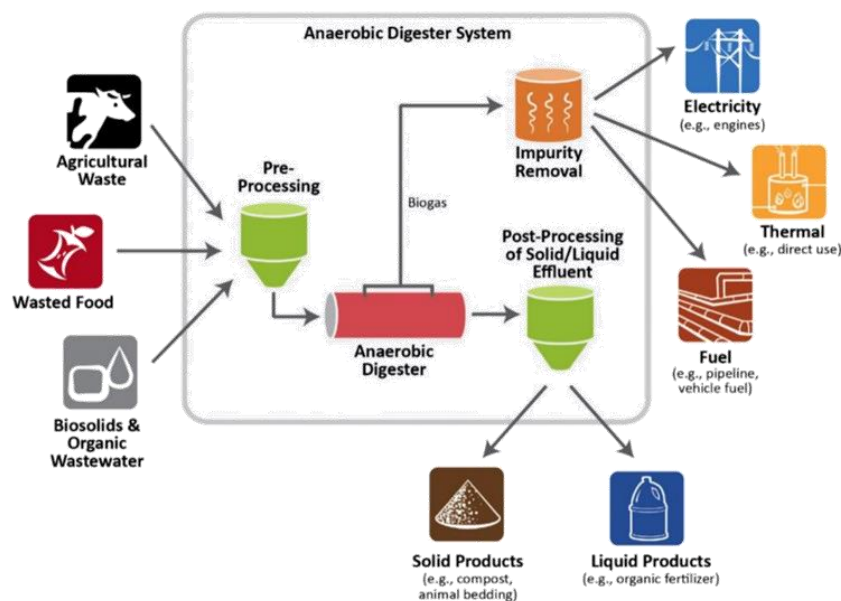 Anaerobic Digester System
Agricultural
Waste
Wasted Food
Biosolids &
Organic
Wastewater
Pre-
Processing
Biogas
Anaerobic
Digester
Impurity
Removal
Post-Processing
of Solid/Liquid
Effluent
Electricity
(e.g., engines)
Thermal
(e.g., direct use)
Fuel
(e.g., pipeline,
vehicle fuel)
Solid Products
(e.g., compost,
animal bedding)
Liquid Products
(e.g., organic fertilizer)